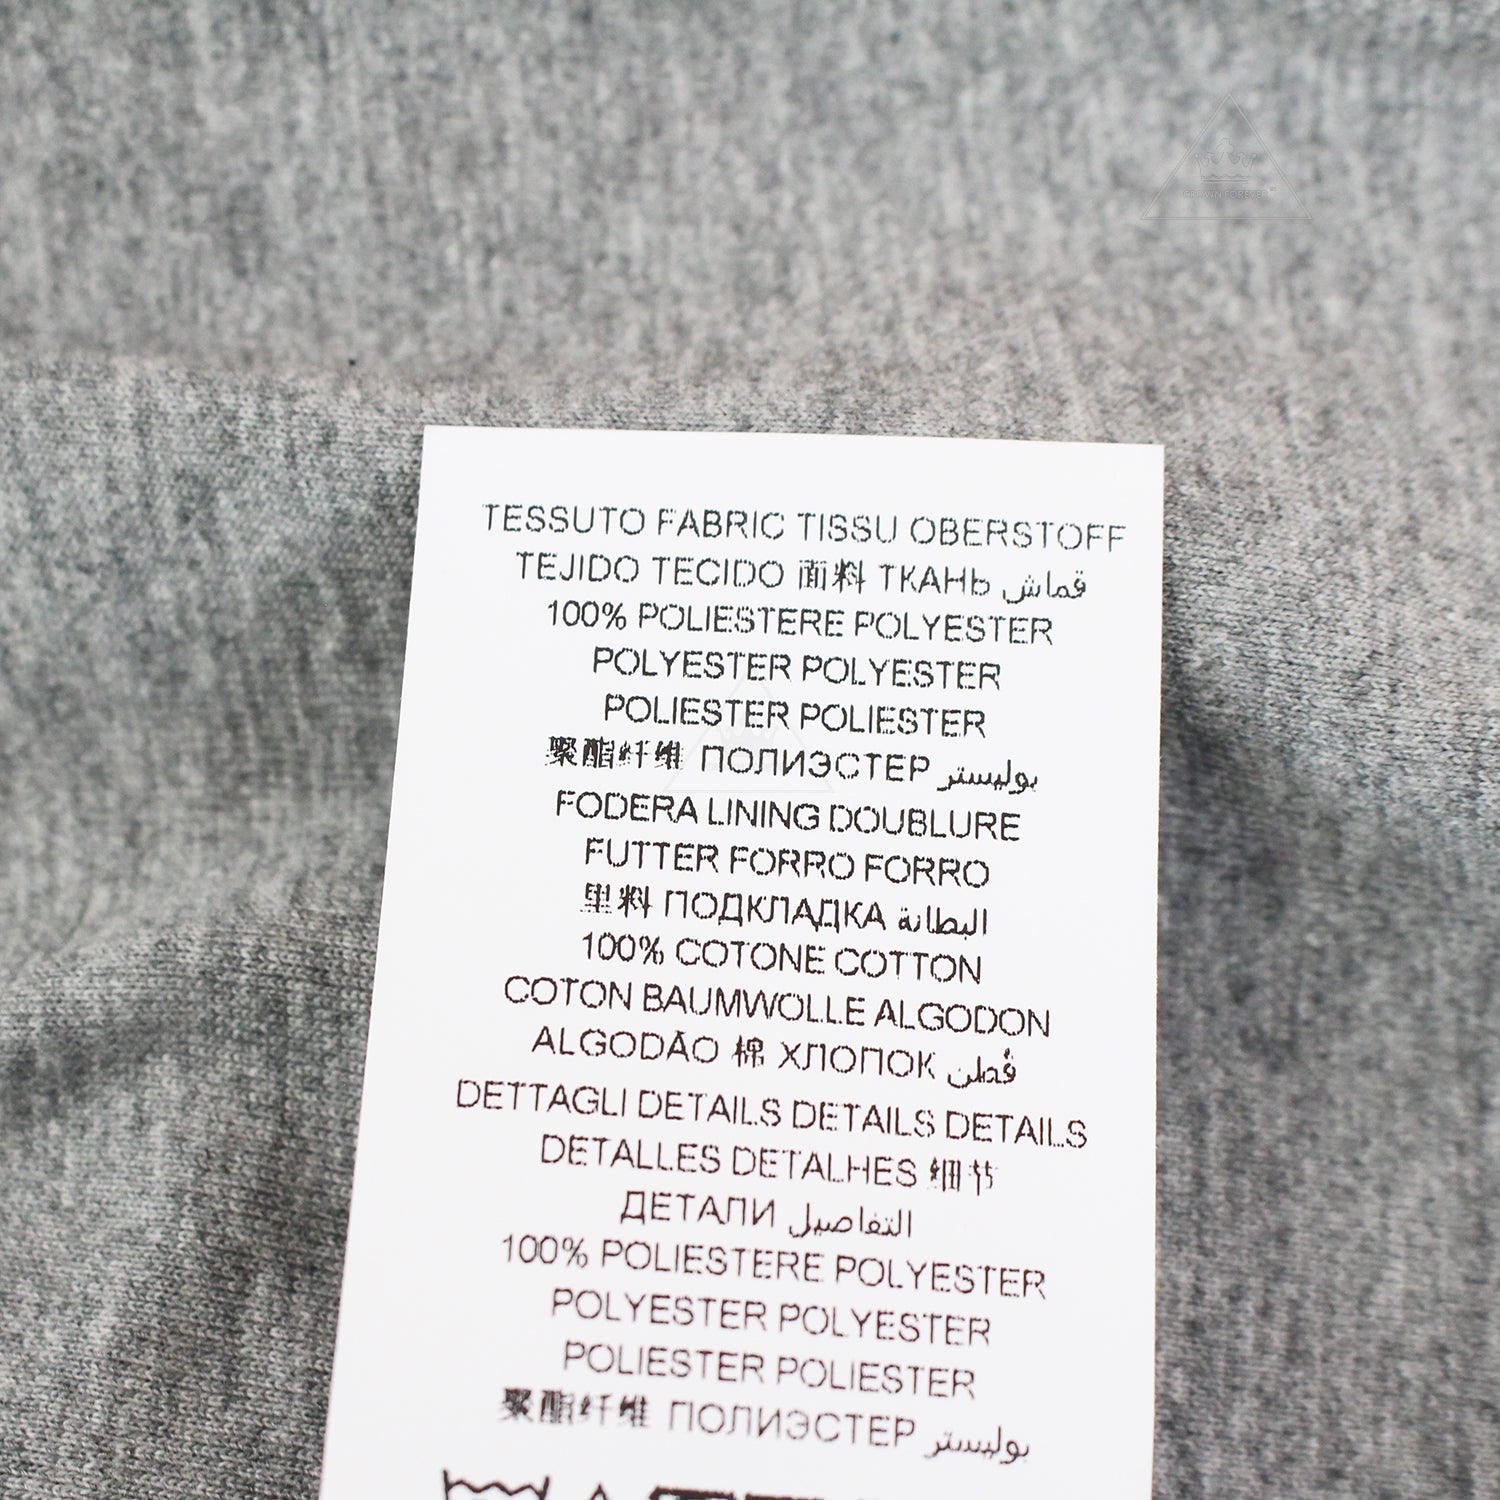 TESSUTO FABRIC TISSU OBERSTOFF
TEJIDO TECIDO 面料 ТКАНЬ قماش
100% POLIESTERE POLYESTER
POLYESTER POLYESTER
POLIESTER POLIESTER
聚酯纤维 ПОЛИЭСТЕР بوليستر
FODERA LINING DOUBLURE
FUTTER FORRO FORRO
里料 ПОДКЛАДКА البطانة
100% COTONE COTTON
COTON BAUMWOLLE ALGODON
ALGODÃO 棉 ХЛОПОК قطن
DETTAGLI DETAILS DETAILS DETAILS
DETALLES DETALHES 细节
ДЕТАЛИ التفاصيل
100% POLIESTERE POLYESTER
POLYESTER POLYESTER
POLIESTER POLIESTER
聚酯纤维 ПОЛИЭСТЕР بوليستر
CROWN FOREVER